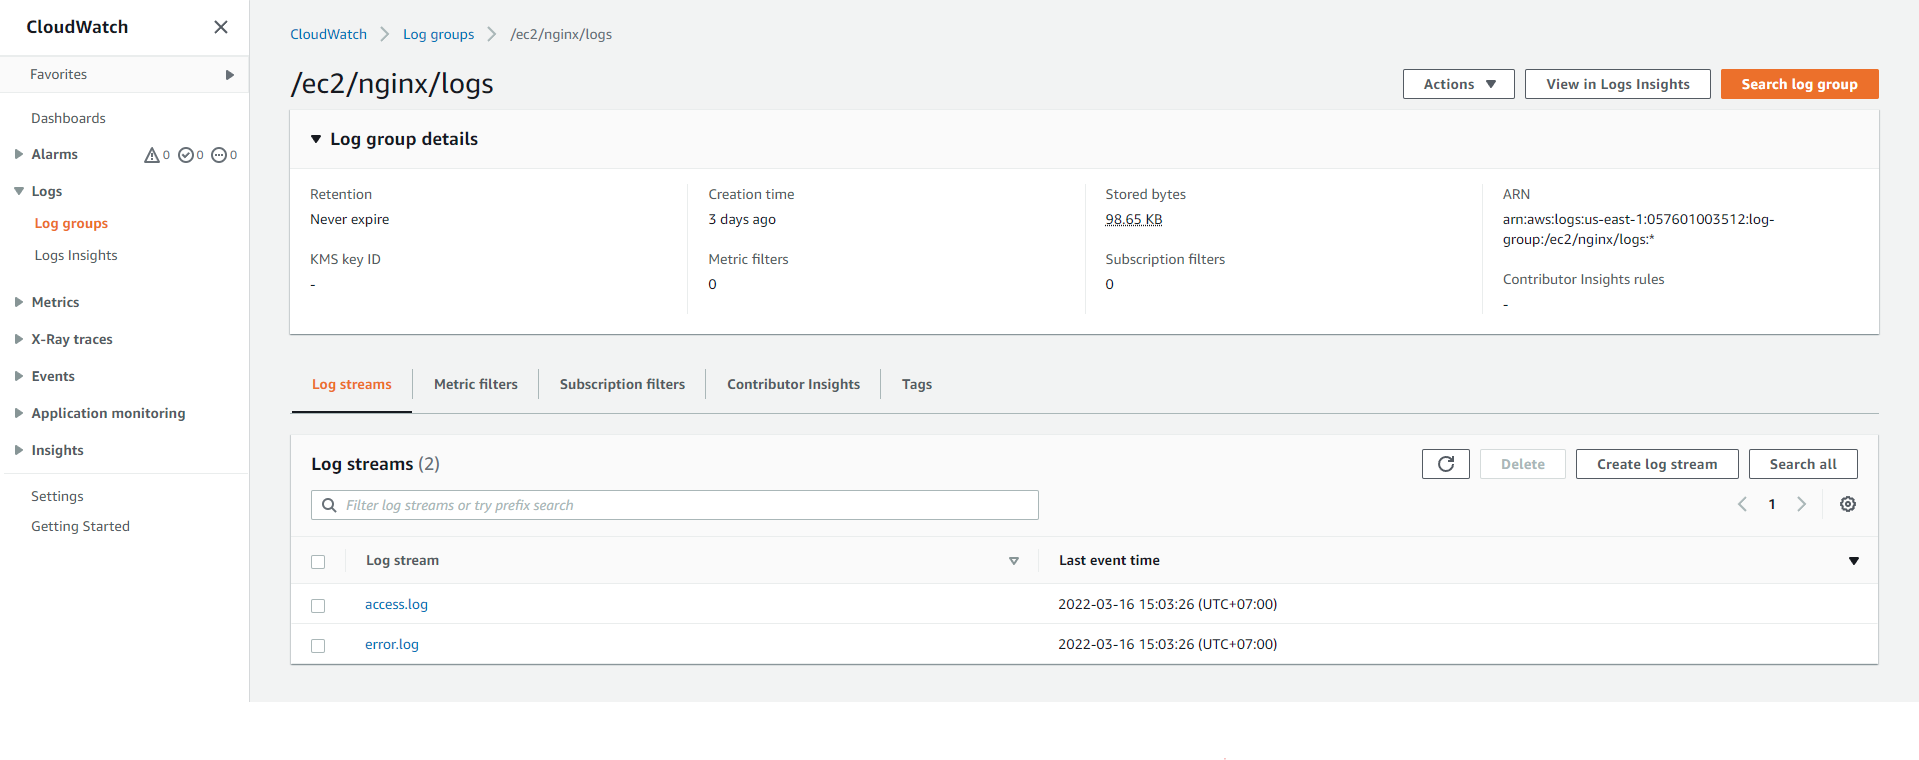 CloudWatch
Favorites
Dashboards
Alarms 0 0 0
Logs
Log groups
Logs Insights
Metrics
X-Ray traces
Events
Application monitoring
Insights
Settings
Getting Started
CloudWatch Log groups /ec2/nginx/logs
/ec2/nginx/logs
Actions View in Logs Insights Search log group
Log group details
Retention
Never expire
KMS key ID
-
Creation time
3 days ago
Metric filters
0
Stored bytes
98.65 KB
Subscription filters
0
ARN
arn:aws:logs:us-east-1:057601003512:log-
group:/ec2/nginx/logs:*
Contributor Insights rules
-
Log streams Metric filters Subscription filters Contributor Insights Tags
Log streams (2)
Delete Create log stream Search all
Filter log streams or try prefix search
1
Log stream Last event time
access.log 2022-03-16 15:03:26 (UTC+07:00)
error.log 2022-03-16 15:03:26 (UTC+07:00)